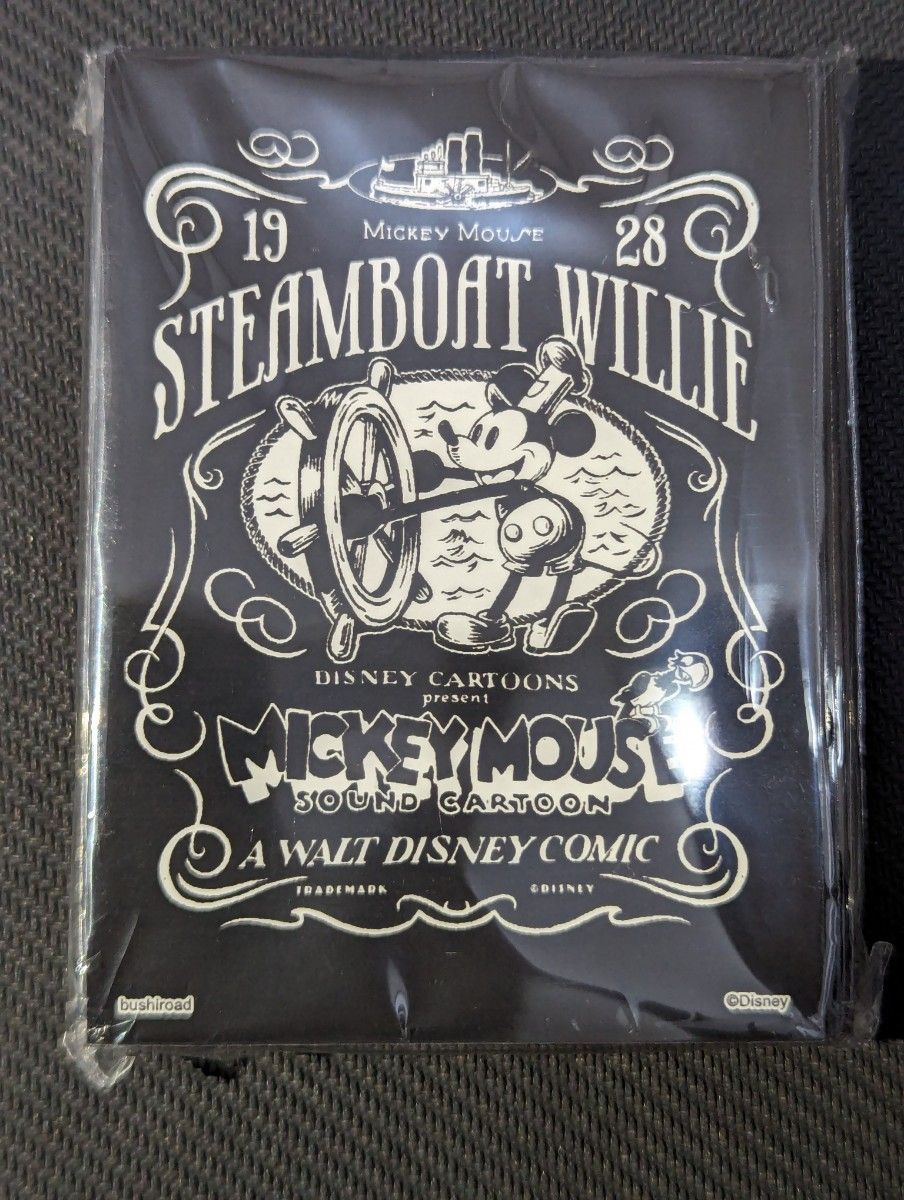 19 28
MICKEY MOUSE
STEAMBOAT WILLIE
DISNEY CARTOONS
present
MICKEY MOUSE
SOUND CARTOON
A WALT DISNEY COMIC
TRADEMARK ©DISNEY
bushiroad ©Disney